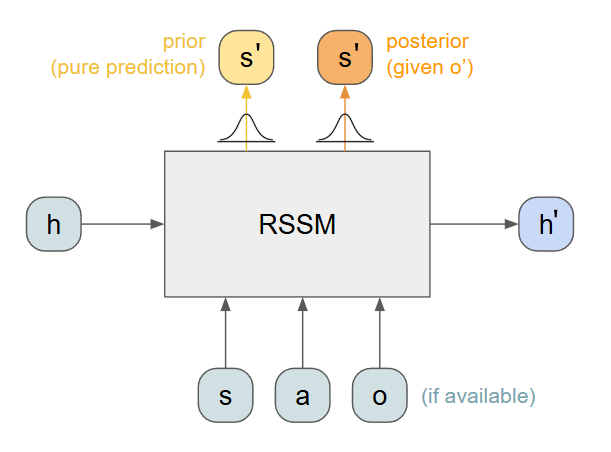 prior
(pure prediction)
s'
s'
posterior
(given o’)
h
RSSM
h'
s
a
o
(if available)